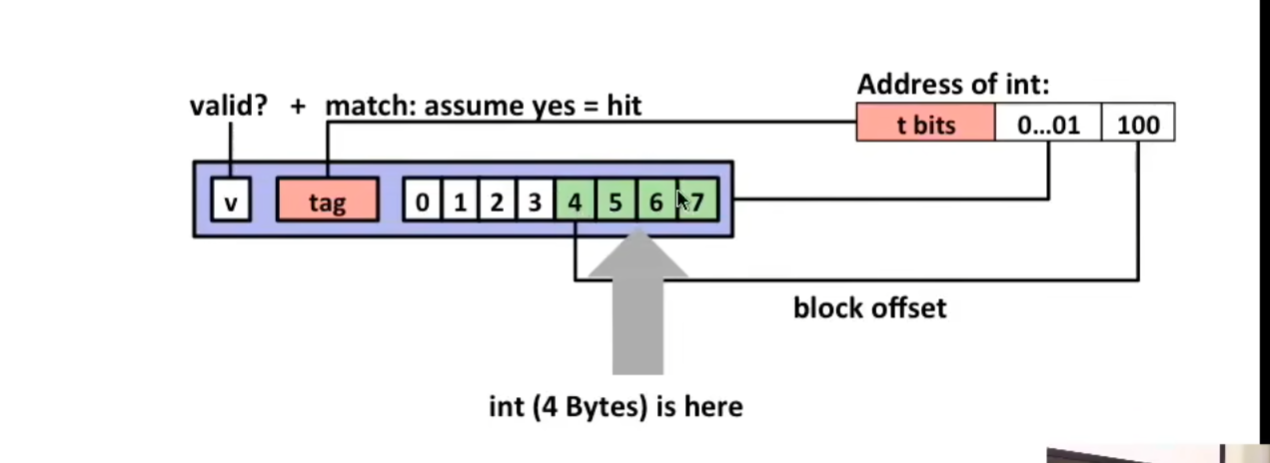 Address of int:
valid? + match: assume yes = hit
t bits 0...01 100
v tag 0 1 2 3 4 5 6 7
block offset
int (4 Bytes) is here